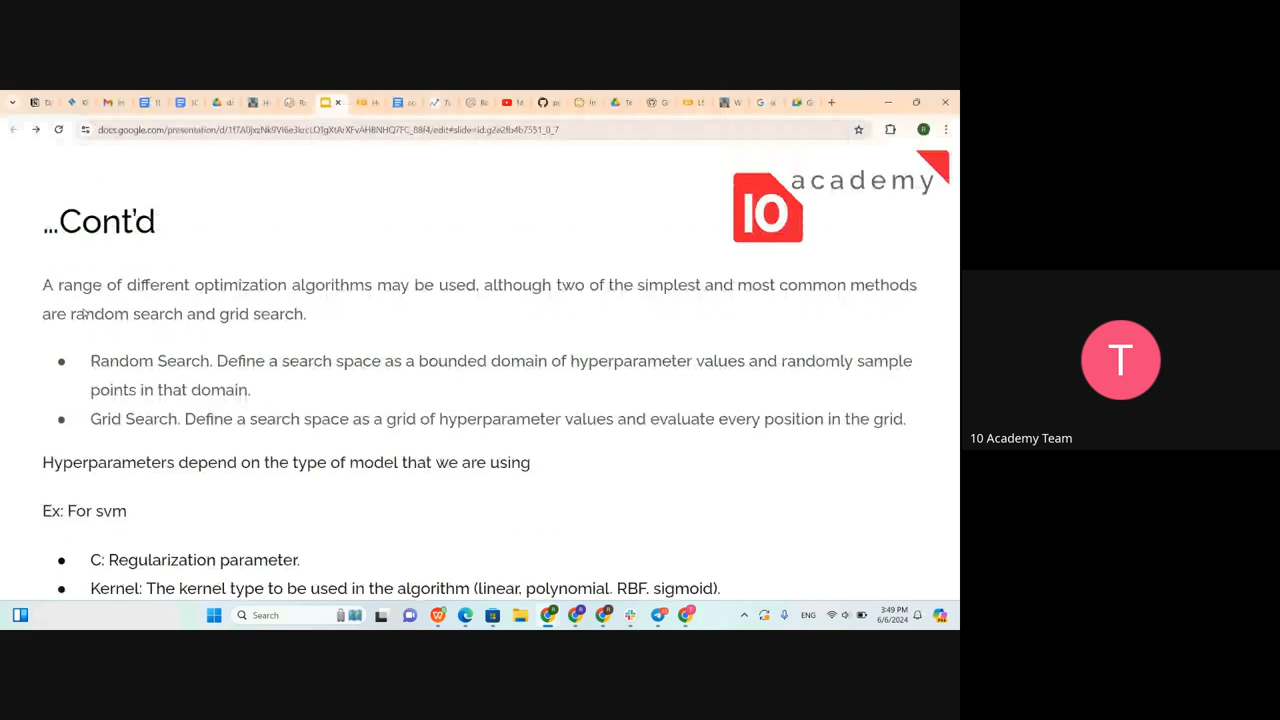 docs.google.com/presentation/d/
academy
10
...Cont'd
A range of different optimization algorithms may be used, although two of the simplest and most common methods
are random search and grid search.
● Random Search. Define a search space as a bounded domain of hyperparameter values and randomly sample
points in that domain.
● Grid Search. Define a search space as a grid of hyperparameter values and evaluate every position in the grid.
Hyperparameters depend on the type of model that we are using
Ex: For svm
● C: Regularization parameter.
● Kernel: The kernel type to be used in the algorithm (linear, polynomial. RBF. sigmoid).
T
10 Academy Team
Search
ENG
3:49 PM
6/6/2024